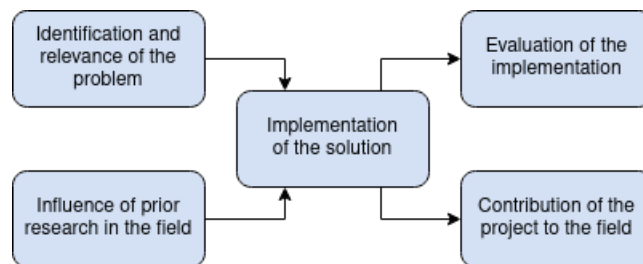 Identification and
relevance of the
problem
Evaluation of the
implementation
Implementation
of the solution
Influence of prior
research in the field
Contribution of the
project to the field